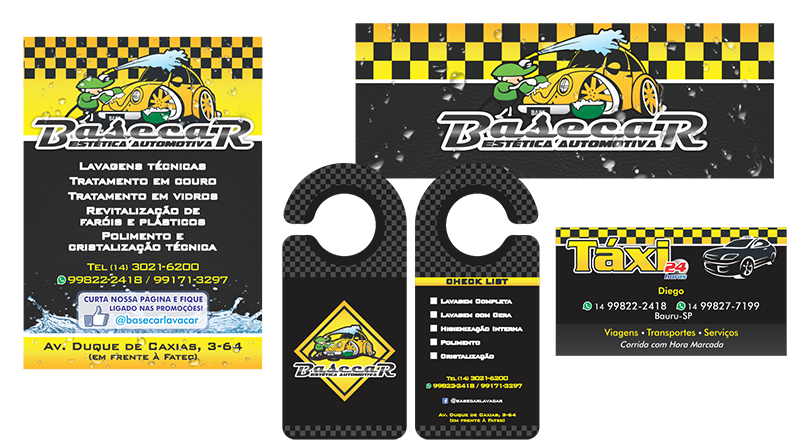 BasecaR
ESTÉTICA AUTOMOTIVA
LAVAGENS TÉCNICAS
TRATAMENTO EM COURO
TRATAMENTO EM VIDROS
REVITALIZAÇÃO DE
FARÓIS E PLÁSTICOS
POLIMENTO E
CRISTALIZAÇÃO TÉCNICA
TEL (14) 3021-6200
99822-2418 / 99171-3297
CURTA NOSSA PÁGINA E FIQUE
LIGADO NAS PROMOÇÕES!
@basecarlavacar
AV. DUQUE DE CAXIAS, 3-64
(EM FRENTE À FATEC)
BasecaR
ESTÉTICA AUTOMOTIVA
BasecaR
ESTÉTICA AUTOMOTIVA
CHECK LIST
LAVAGEM COMPLETA
LAVAGEM COM CERA
HIGIENIZAÇÃO INTERNA
POLIMENTO
CRISTALIZAÇÃO
TEL (14) 3021-6200
99822-2418 / 99171-3297
@BASECARLAVACAR
AV. DUQUE DE CAXIAS, 3-64
(EM FRENTE À FATEC)
Táxi 24
horas
Diego
14 99822-2418 14 99827-7199
Bauru-SP
Viagens • Transportes • Serviços
Corrida com Hora Marcada